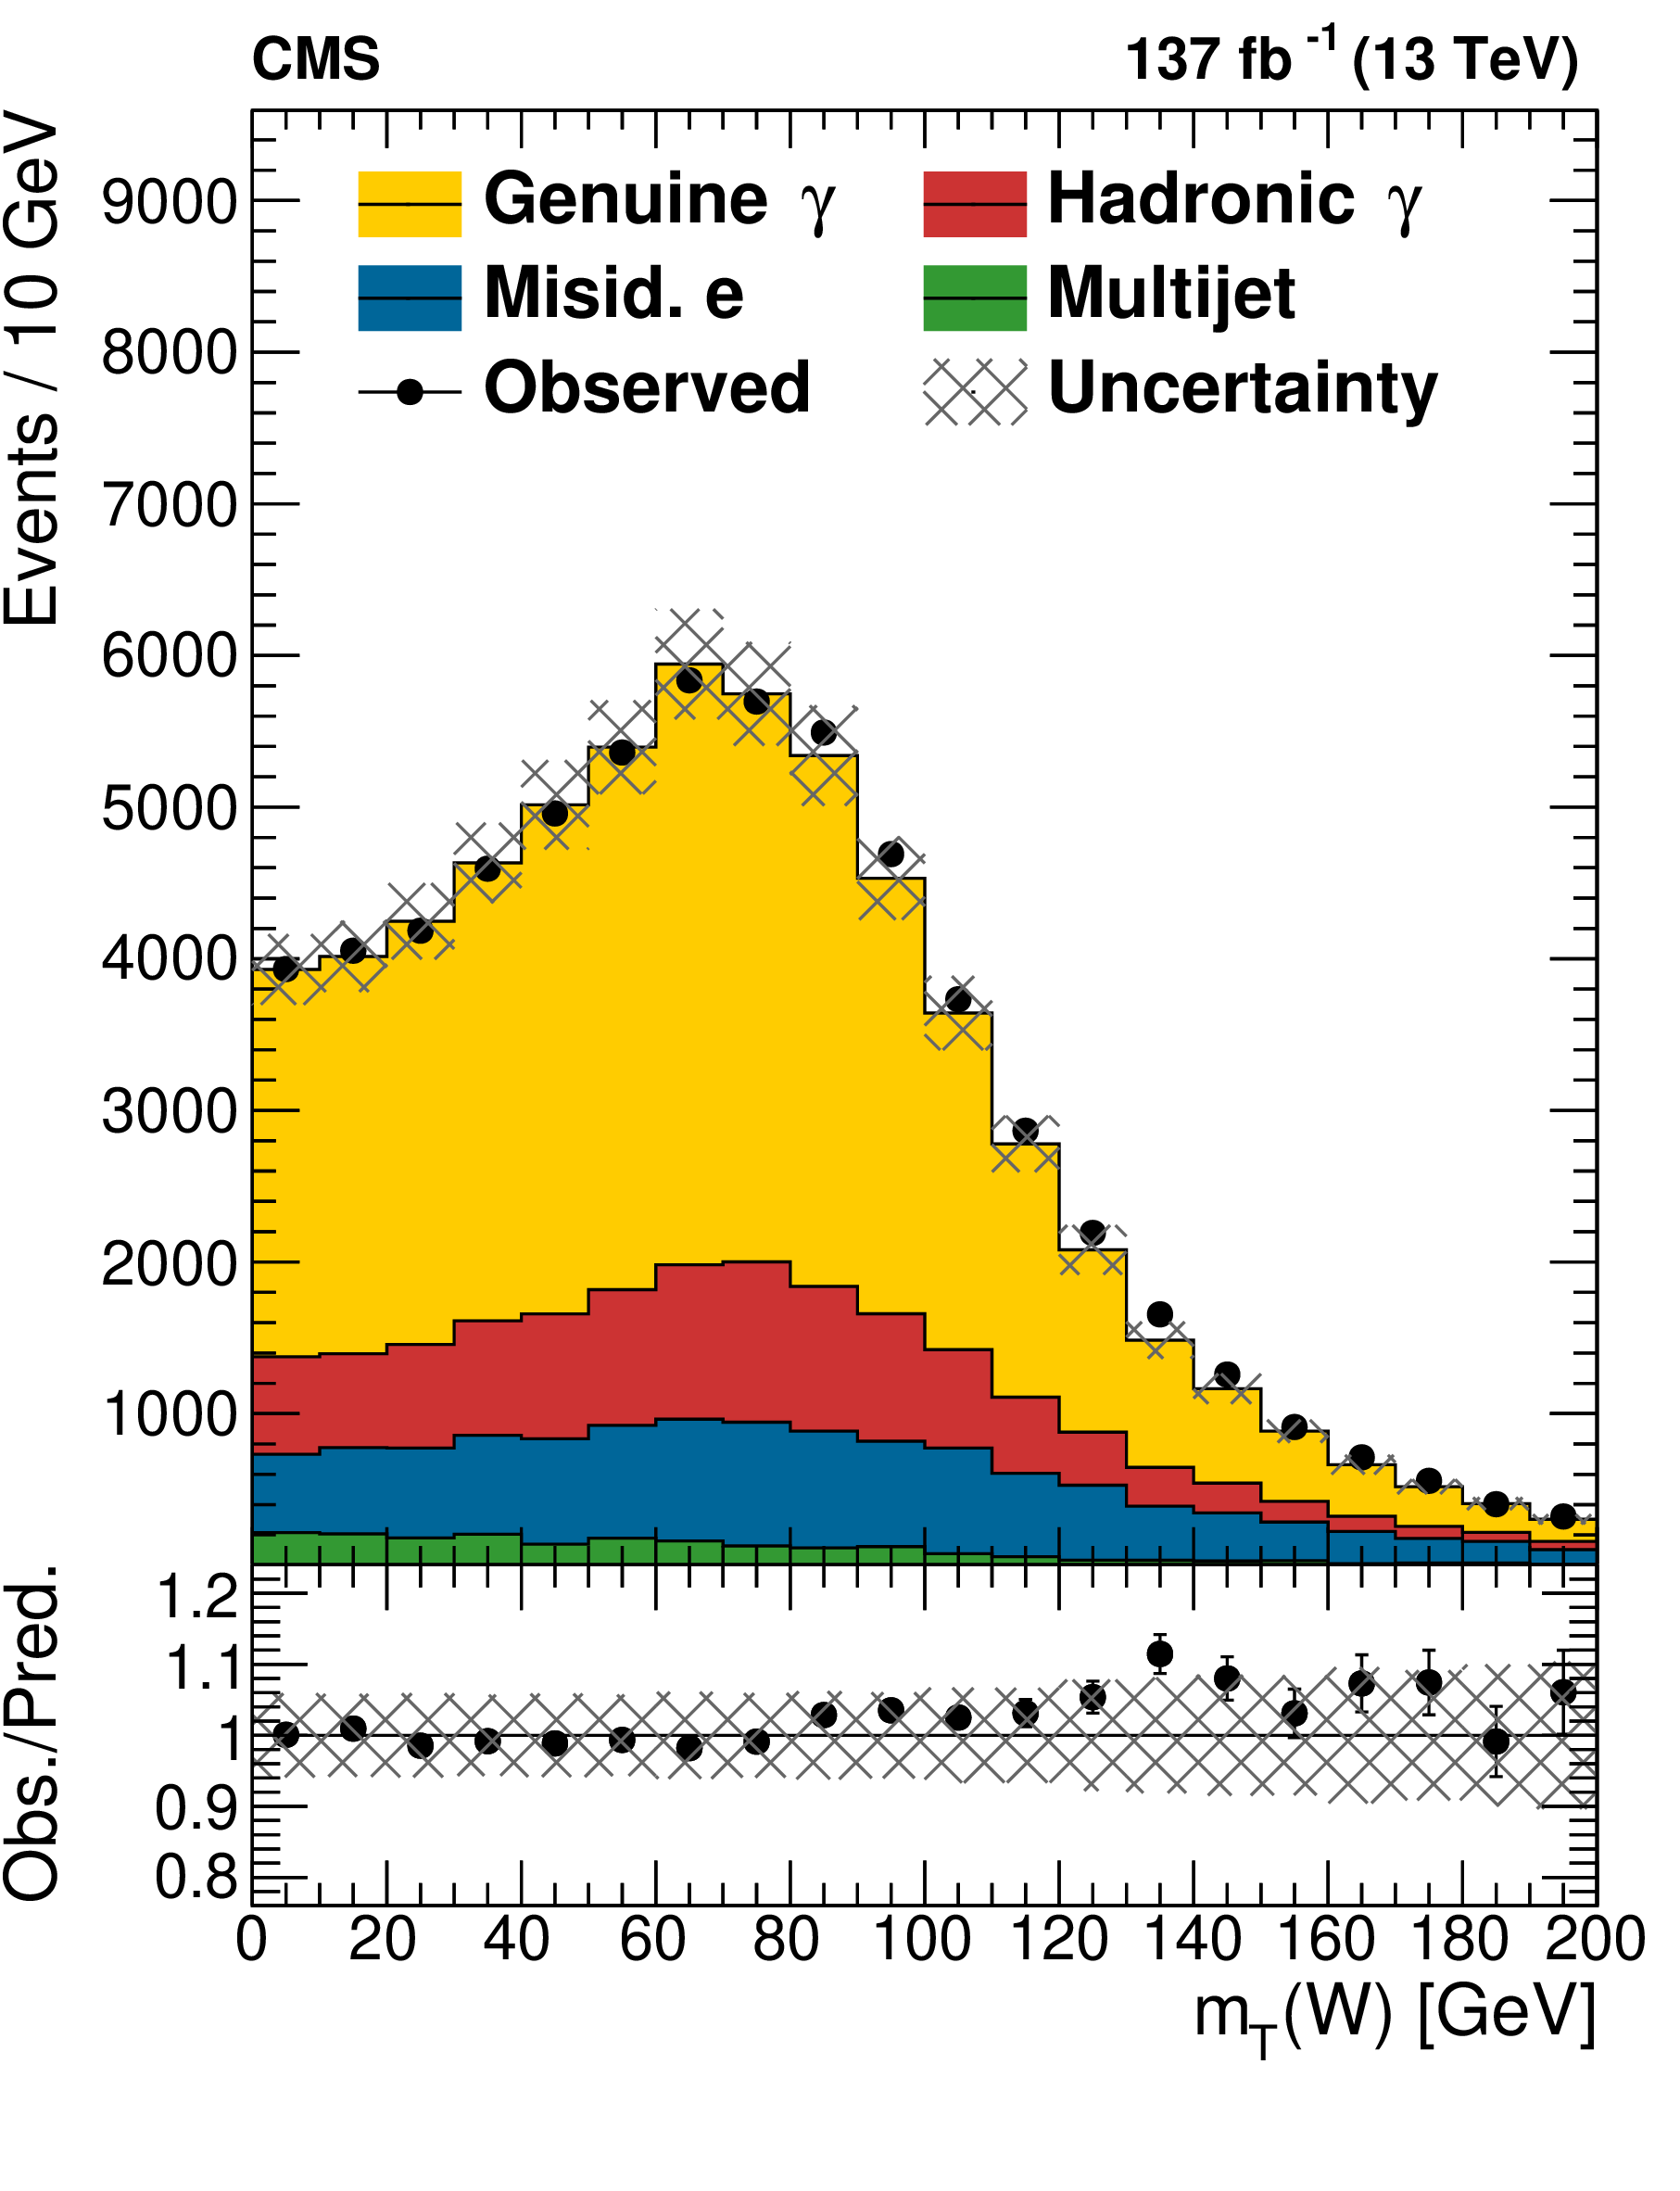 CMS 137 fb -1 (13 TeV)
Events / 10 GeV
9000
8000
7000
6000
5000
4000
3000
2000
1000
Genuine γ Hadronic γ
Misid. e Multijet
Observed Uncertainty
Obs./Pred.
1.2
1.1
1
0.9
0.8
0 20 40 60 80 100 120 140 160 180 200
mT(W) [GeV]